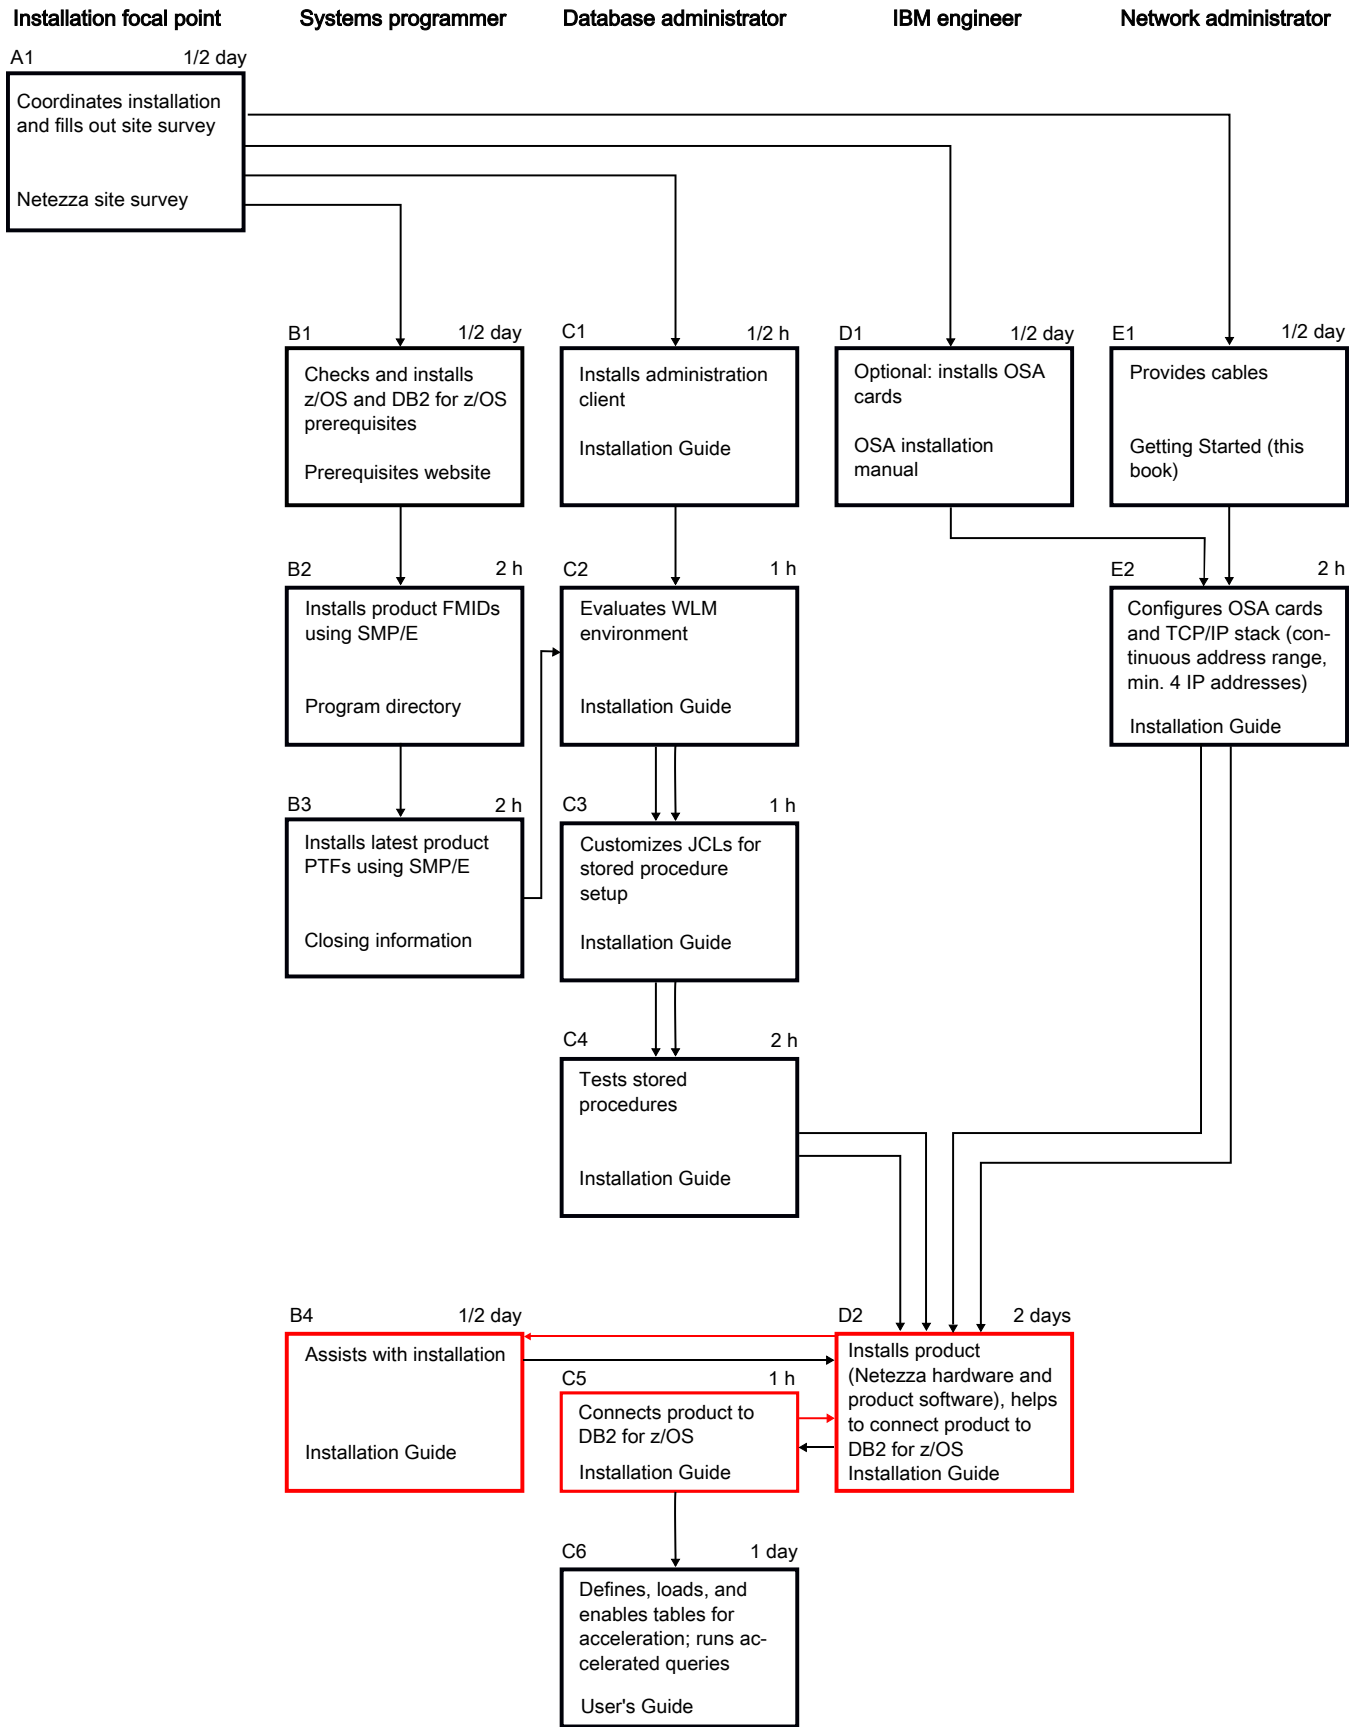 Installation focal point
Systems programmer
Database administrator
IBM engineer
Network administrator
A1
1/2 day
Coordinates installation
and fills out site survey
Netezza site survey
B1
1/2 day
Checks and installs
z/OS and DB2 for z/OS
prerequisites
Prerequisites website
C1
1/2 h
Installs administration
client
Installation Guide
D1
1/2 day
Optional: installs OSA
cards
OSA installation
manual
E1
1/2 day
Provides cables
Getting Started (this
book)
B2
2 h
Installs product FMIDs
using SMP/E
Program directory
C2
1 h
Evaluates WLM
environment
Installation Guide
E2
2 h
Configures OSA cards
and TCP/IP stack (con-
tinuous address range,
min. 4 IP addresses)
Installation Guide
B3
2 h
Installs latest product
PTFs using SMP/E
Closing information
C3
1 h
Customizes JCLs for
stored procedure
setup
Installation Guide
C4
2 h
Tests stored
procedures
Installation Guide
B4
1/2 day
Assists with installation
Installation Guide
C5
1 h
Connects product to
DB2 for z/OS
Installation Guide
D2
2 days
Installs product
(Netezza hardware and
product software), helps
to connect product to
DB2 for z/OS
Installation Guide
C6
1 day
Defines, loads, and
enables tables for
acceleration; runs ac-
celerated queries
User's Guide